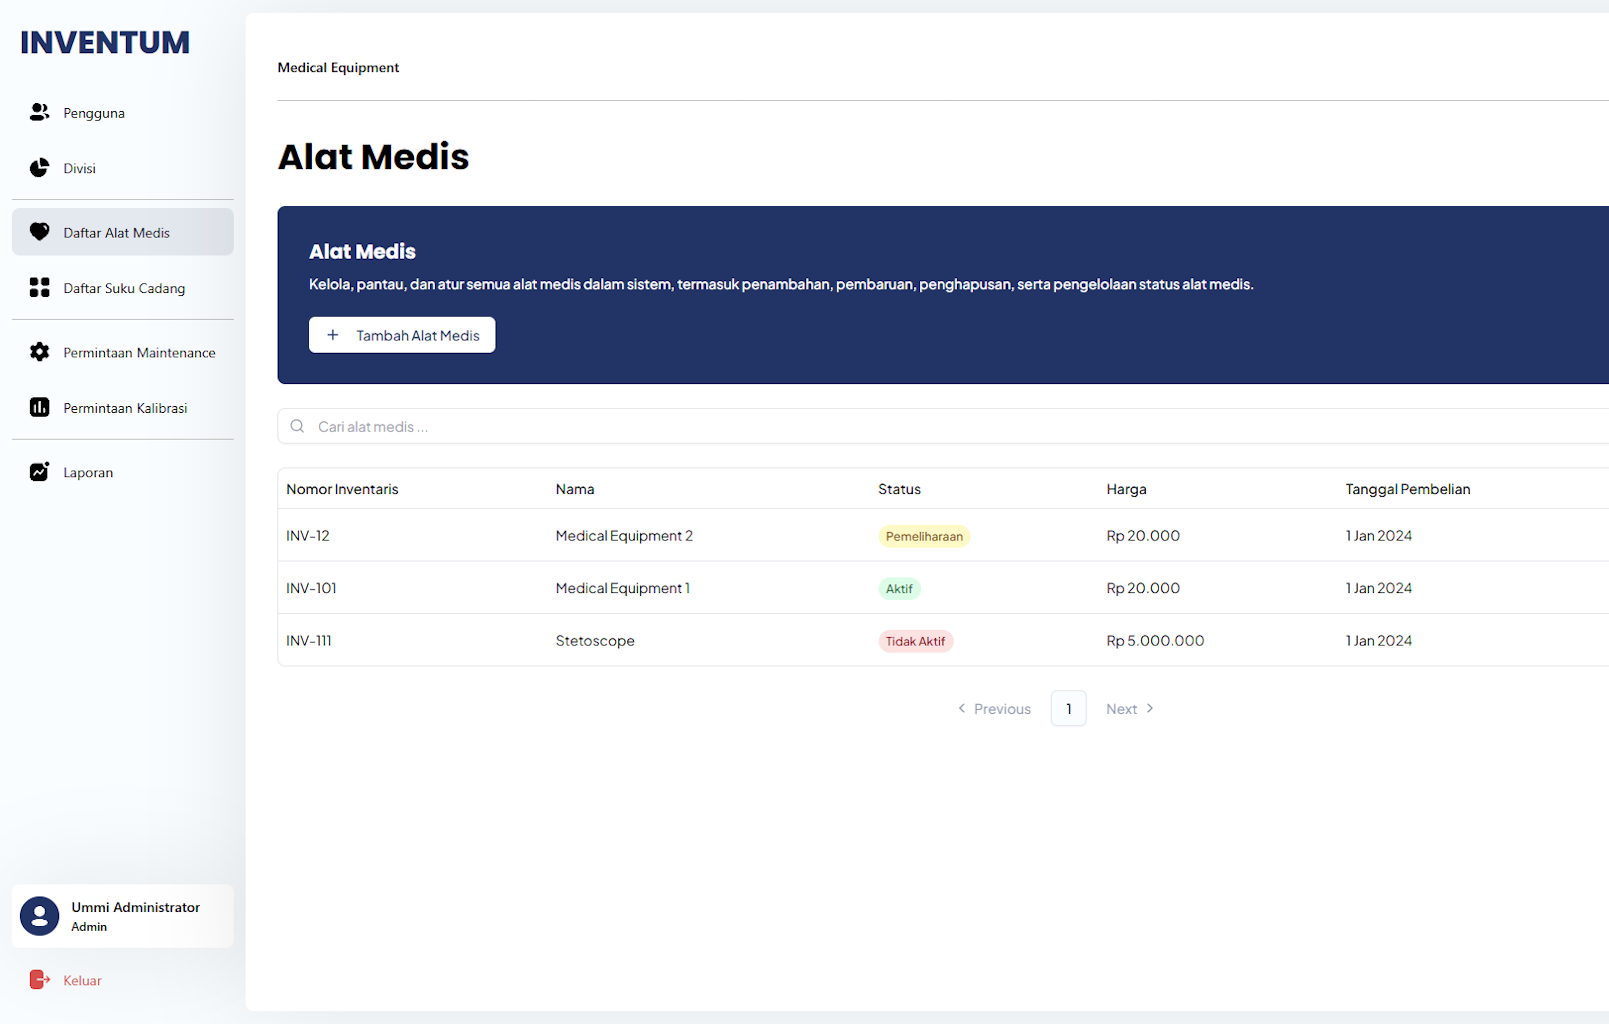 INVENTUM
Pengguna
Divisi
Daftar Alat Medis
Daftar Suku Cadang
Permintaan Maintenance
Permintaan Kalibrasi
Laporan
Ummi Administrator
Admin
Keluar
Medical Equipment
Alat Medis
Alat Medis
Kelola, pantau, dan atur semua alat medis dalam sistem, termasuk penambahan, pembaruan, penghapusan, serta pengelolaan status alat medis.
+ Tambah Alat Medis
Cari alat medis ...
Nomor Inventaris Nama Status Harga Tanggal Pembelian
INV-12 Medical Equipment 2 Pemeliharaan Rp 20.000 1 Jan 2024
INV-101 Medical Equipment 1 Aktif Rp 20.000 1 Jan 2024
INV-111 Stetoscope Tidak Aktif Rp 5.000.000 1 Jan 2024
< Previous 1 Next >